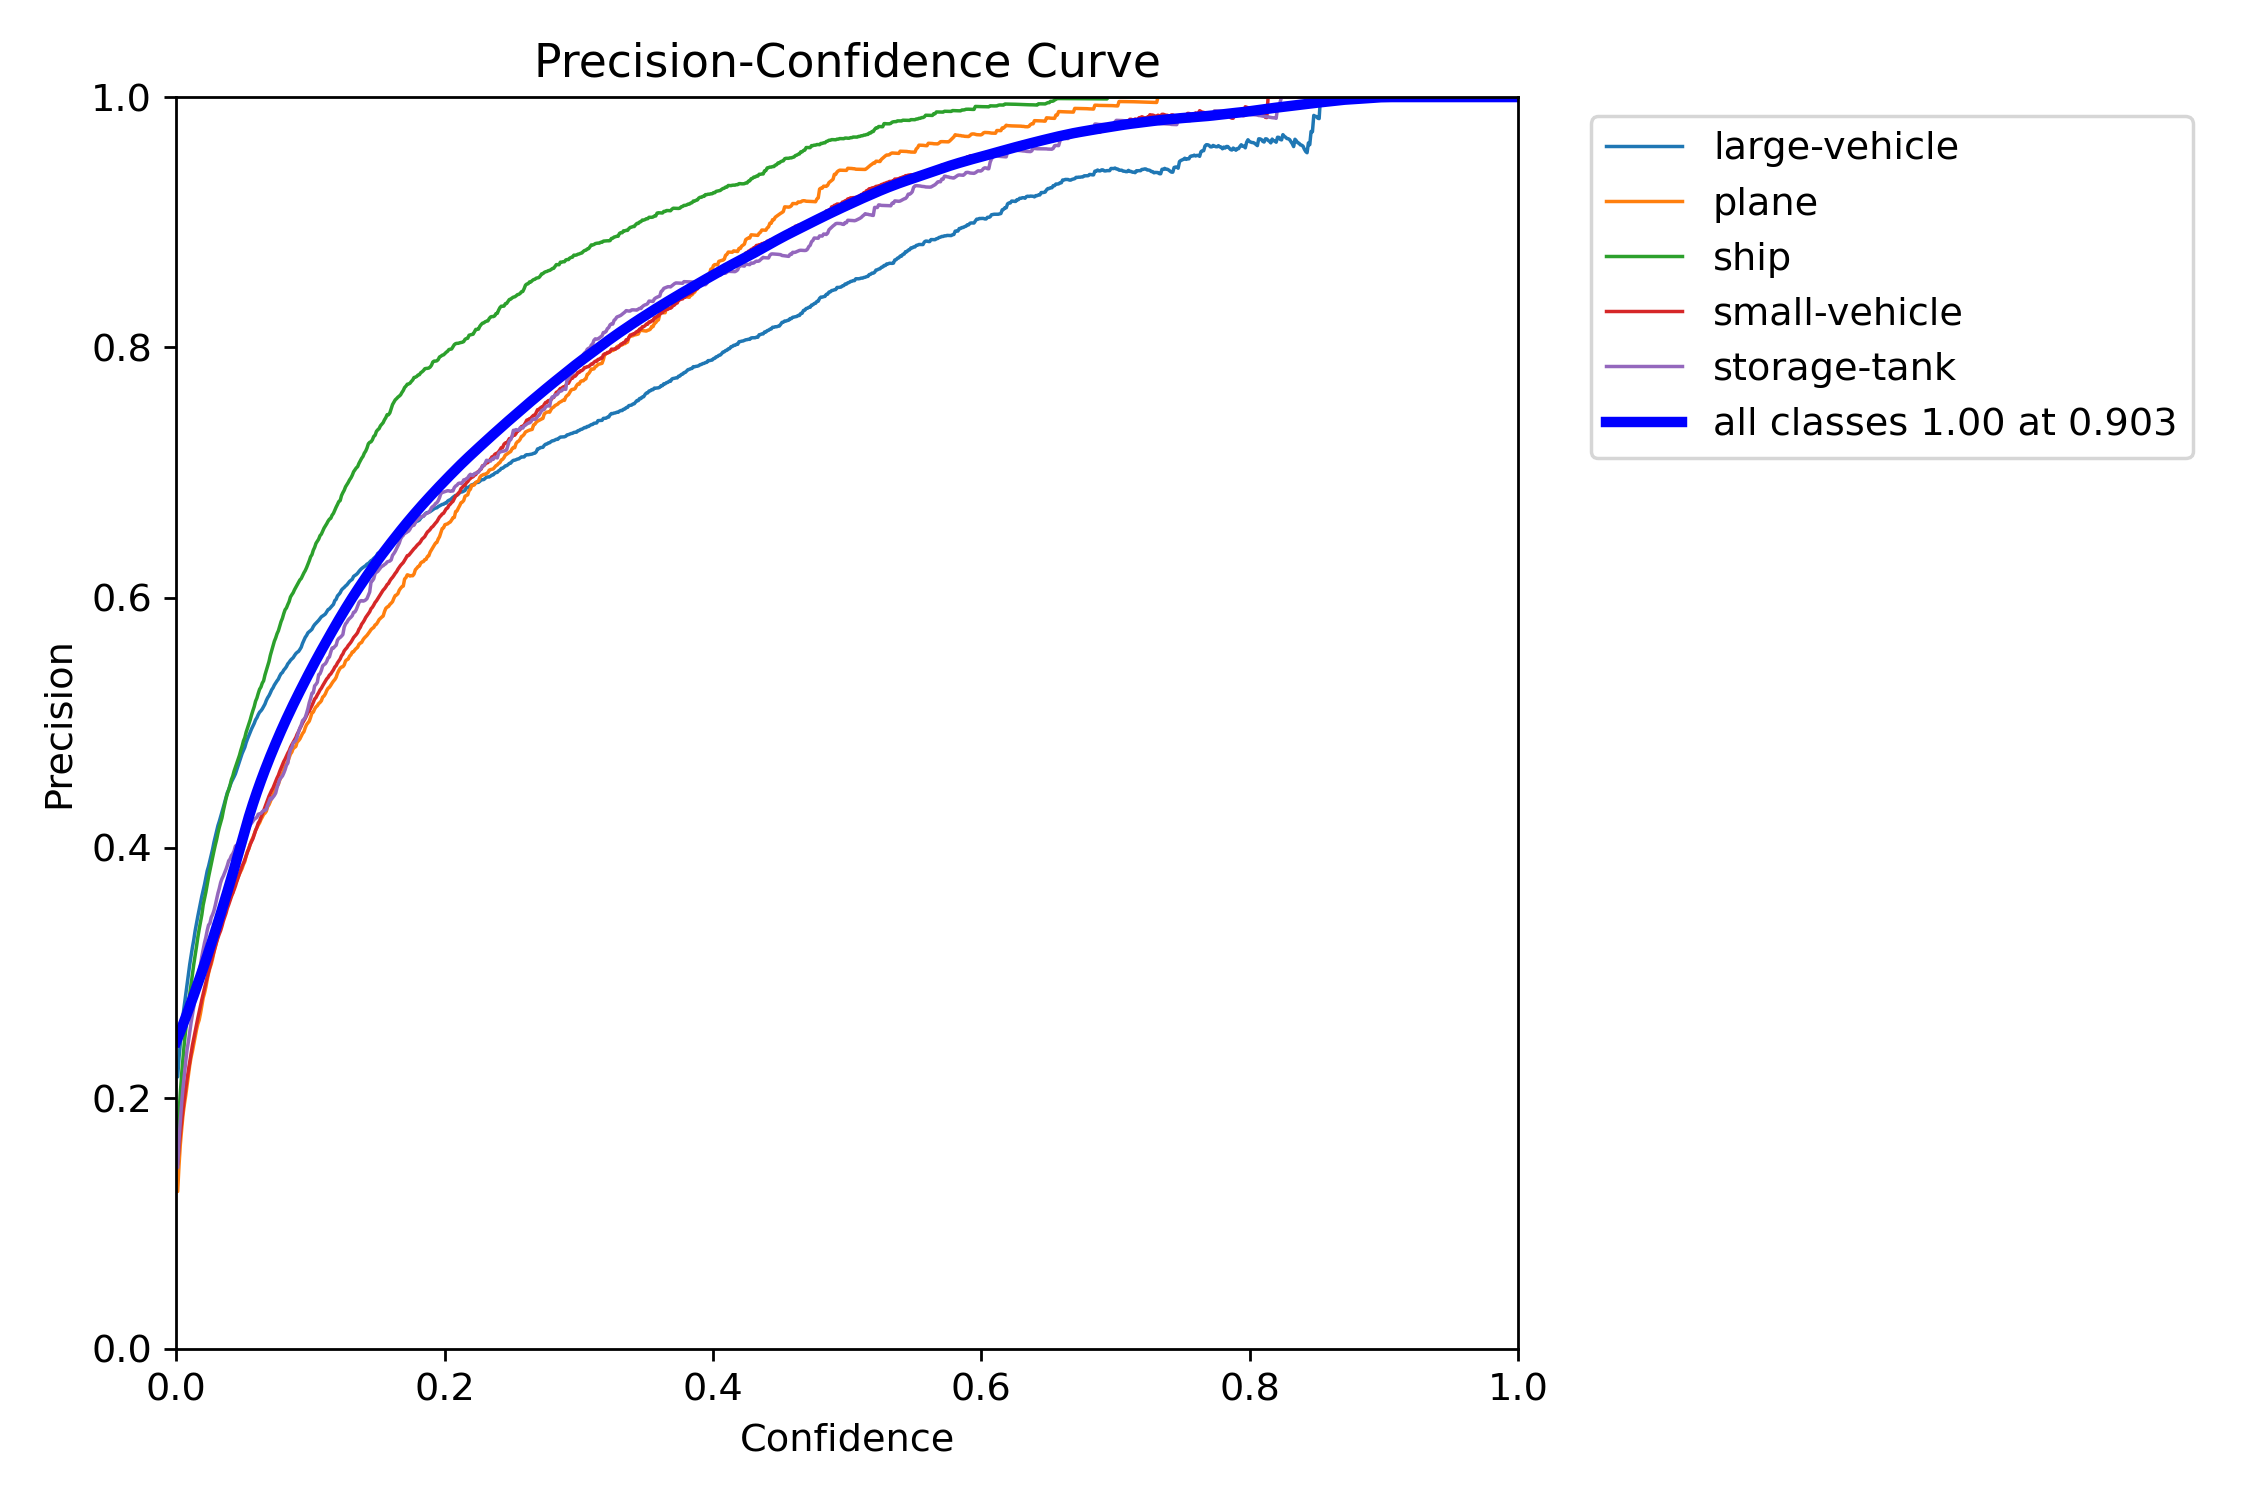 Precision-Confidence Curve
1.0
0.8
0.6
0.4
0.2
0.0
Precision
0.0 0.2 0.4 0.6 0.8 1.0
Confidence
large-vehicle
plane
ship
small-vehicle
storage-tank
all classes 1.00 at 0.903